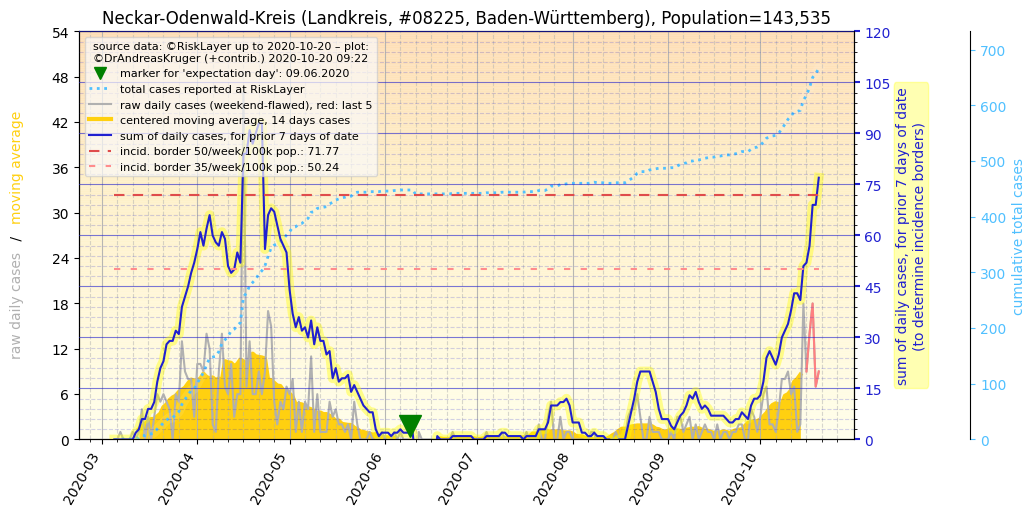 Neckar-Odenwald-Kreis (Landkreis, #08225, Baden-Württemberg), Population=143,535
source data: ©RiskLayer up to 2020-10-20 – plot:
©DrAndreasKruger (+contrib.) 2020-10-20 09:22
marker for 'expectation day': 09.06.2020
total cases reported at RiskLayer
raw daily cases (weekend-flawed), red: last 5
centered moving average, 14 days cases
sum of daily cases, for prior 7 days of date
incid. border 50/week/100k pop.: 71.77
incid. border 35/week/100k pop.: 50.24
raw daily cases / moving average
54
48
42
36
30
24
18
12
6
0
2020-03
2020-04
2020-05
2020-06
2020-07
2020-08
2020-09
2020-10
120
105
90
75
60
45
30
15
0
sum of daily cases, for prior 7 days of date
(to determine incidence borders)
700
600
500
400
300
200
100
0
cumulative total cases